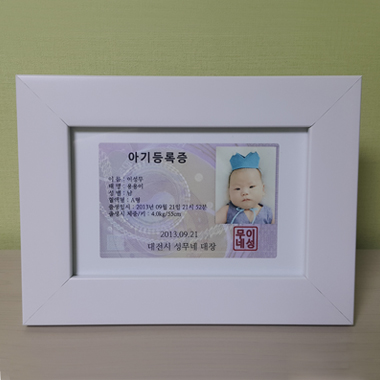 아기등록증
이 름 : 이성무
태 명 : 용용이
성 별 : 남
혈액형 : A형
출생일시 : 2013년 09월 21일 21시 52분
출생시 체중/키 : 4.0kg/53cm
2013.09.21
대전시 성무네 대장
무이
네성